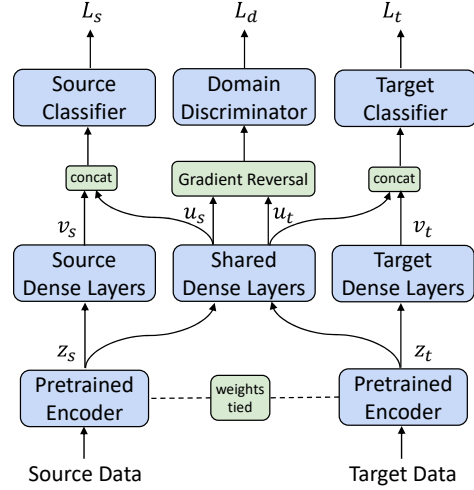 L_s
L_d
L_t
Source
Classifier
Domain
Discriminator
Target
Classifier
concat
Gradient Reversal
concat
v_s
u_s
u_t
v_t
Source
Dense Layers
Shared
Dense Layers
Target
Dense Layers
z_s
z_t
Pretrained
Encoder
weights
tied
Pretrained
Encoder
Source Data
Target Data